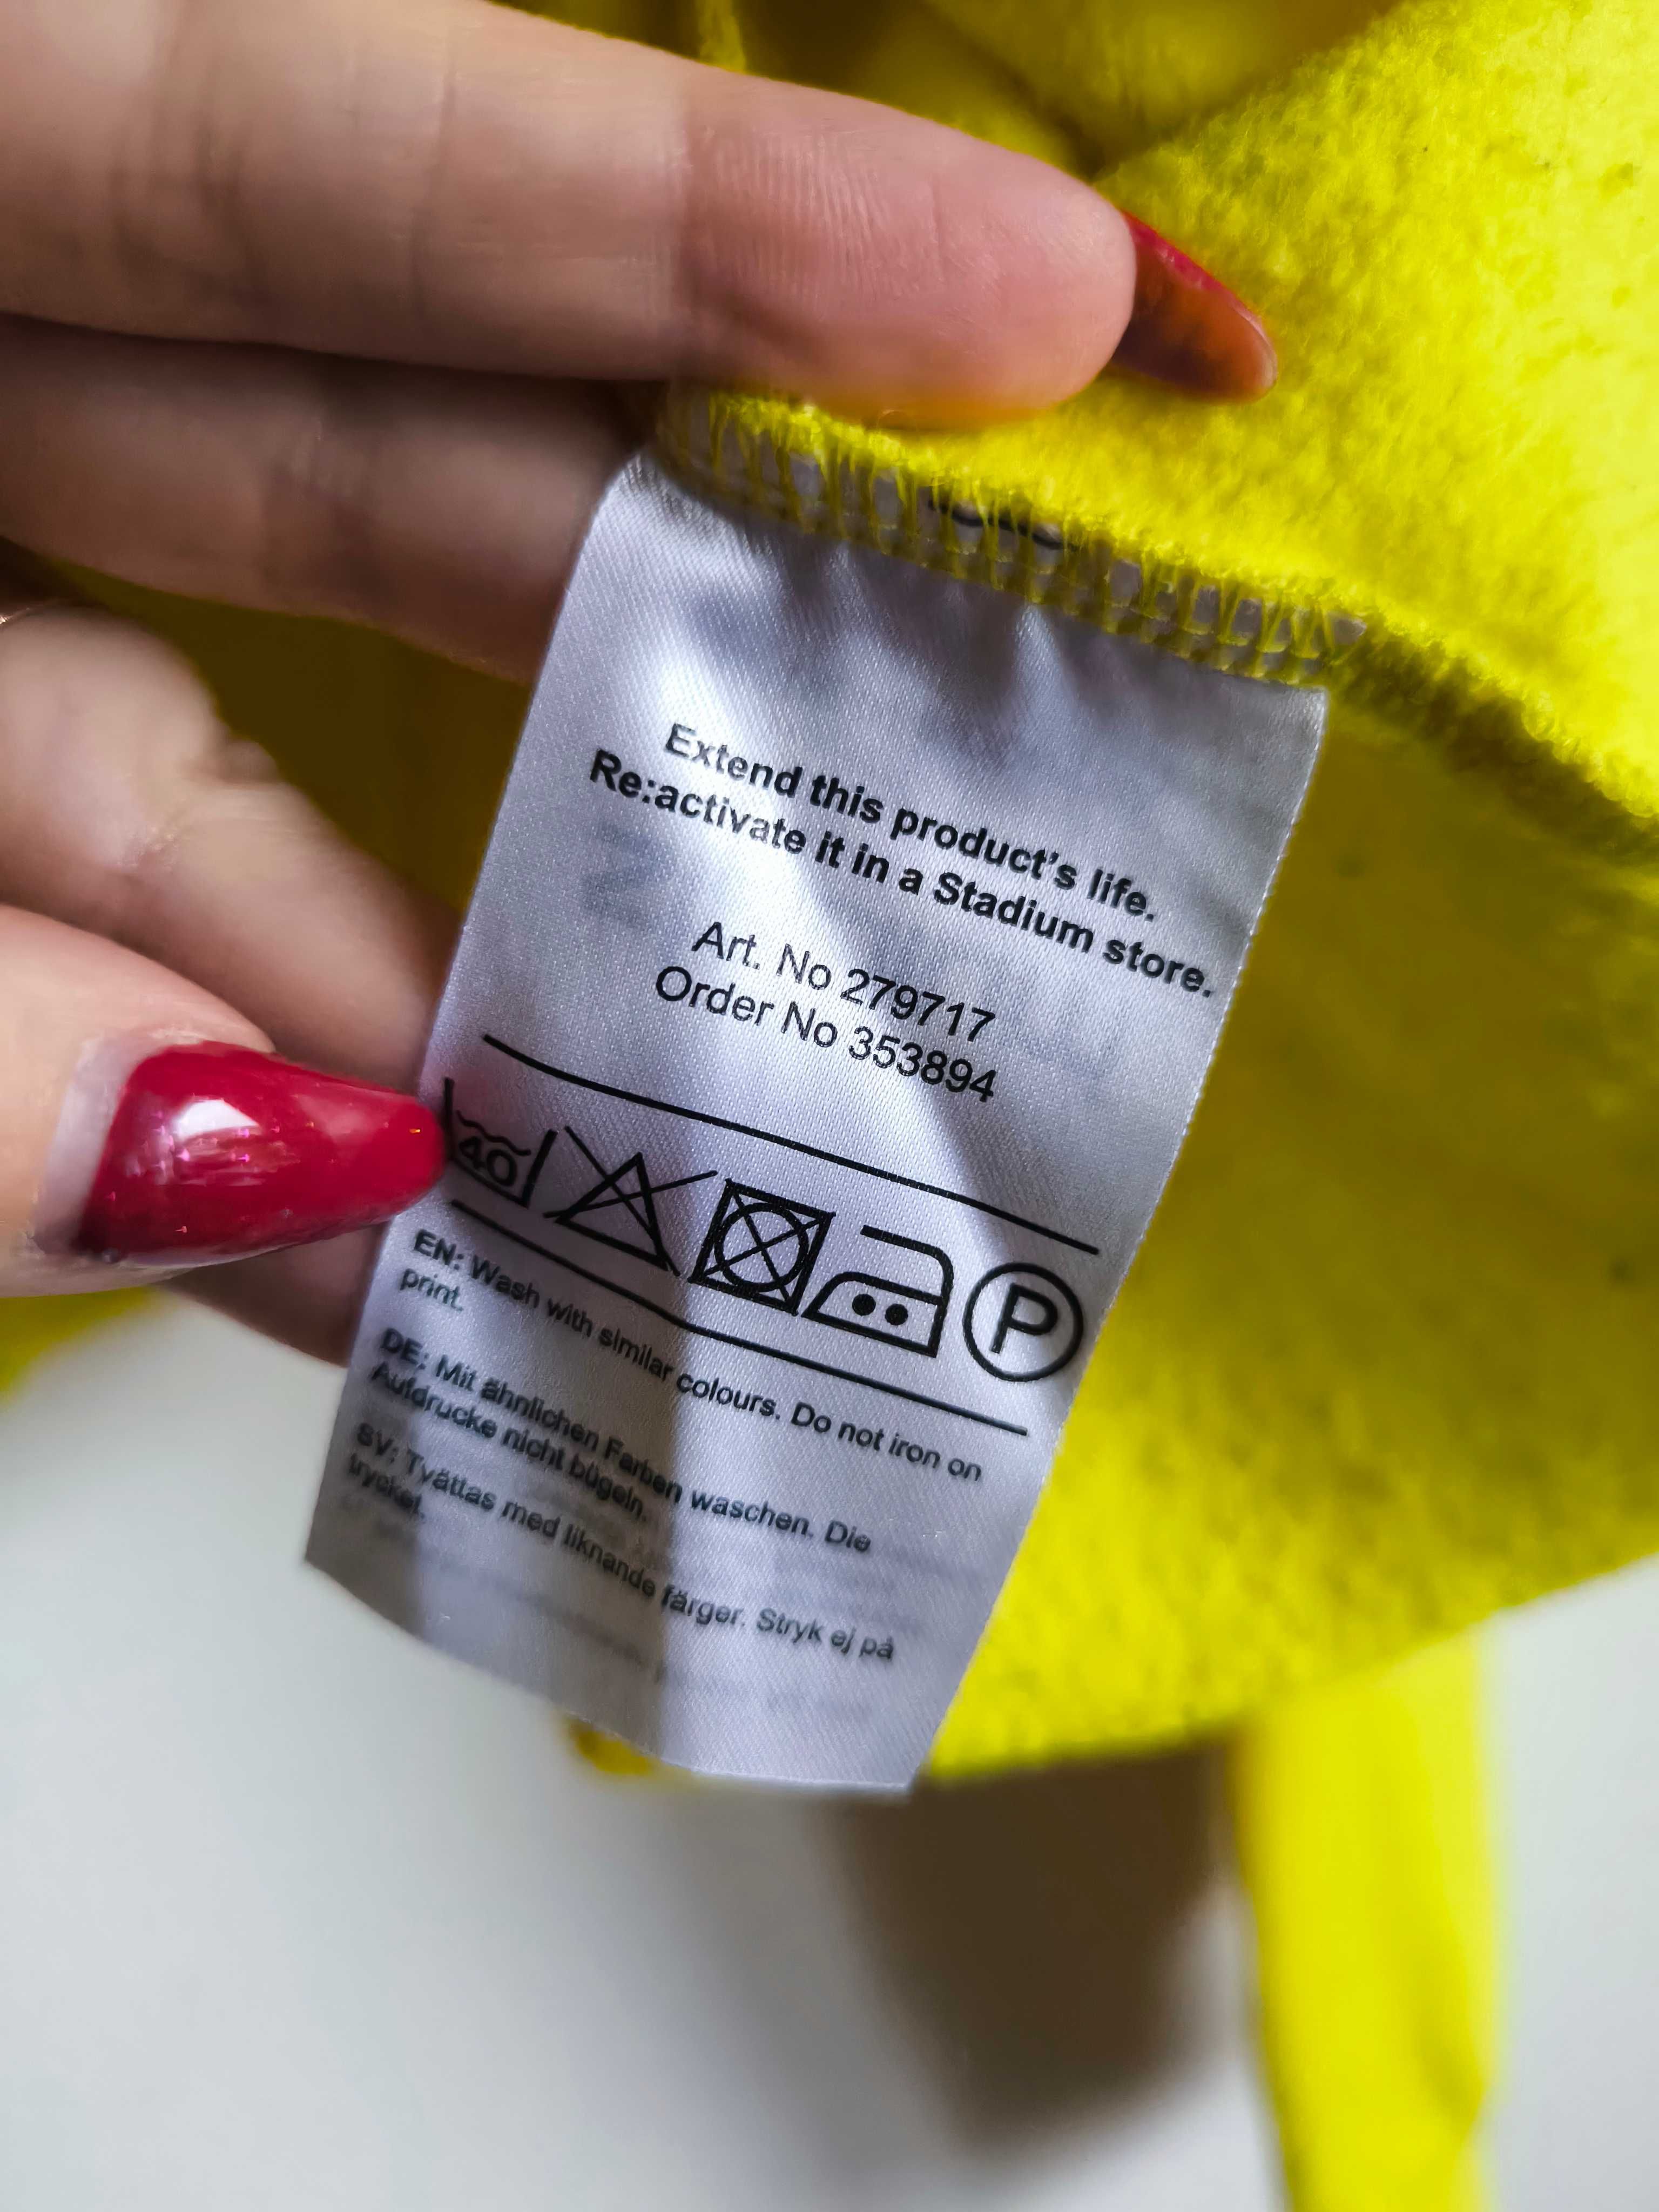 Extend this product's life.
Re:activate it in a Stadium store.
Art. No 279717
Order No 353894
40
P
EN: Wash with similar colours. Do not iron on
print.
DE: Mit ähnlichen Farben waschen. Die
Aufdrucke nicht bügeln.
SV: Tvättas med liknande färger. Stryk ej på
trycket.